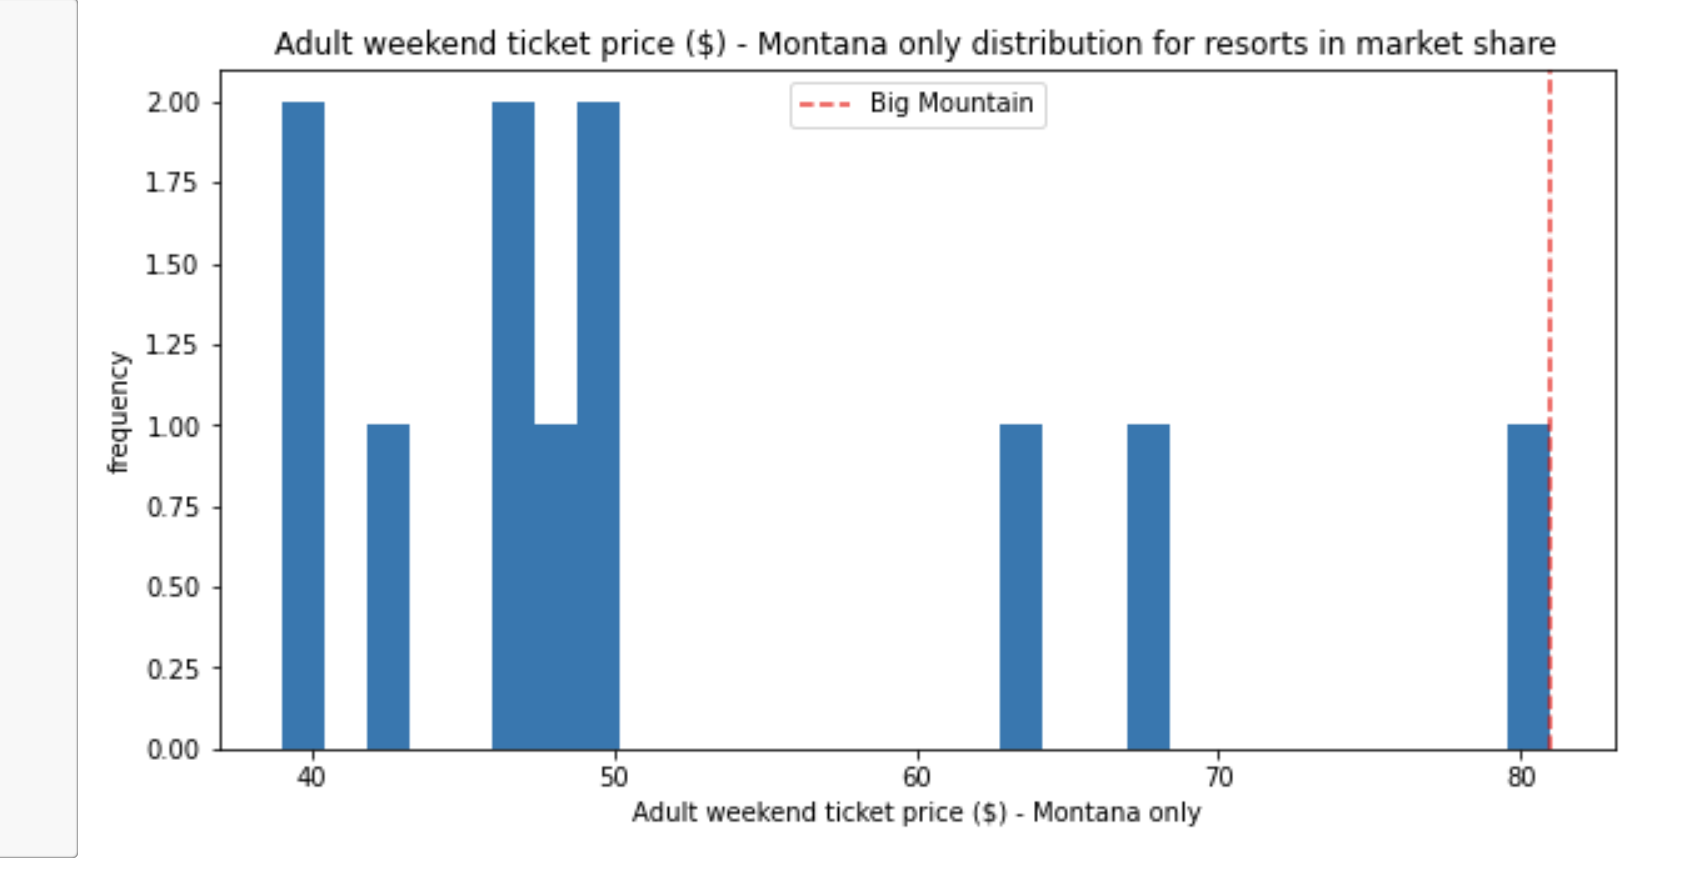 Adult weekend ticket price ($) - Montana only distribution for resorts in market share
Big Mountain
2.00
1.75
1.50
1.25
1.00
0.75
0.50
0.25
0.00
frequency
40 50 60 70 80
Adult weekend ticket price ($) - Montana only